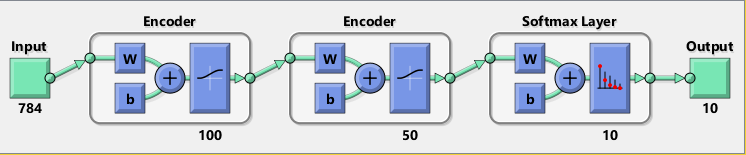 Encoder Encoder Softmax Layer
Input Output
W W W
b b b
784 10
100 50 10